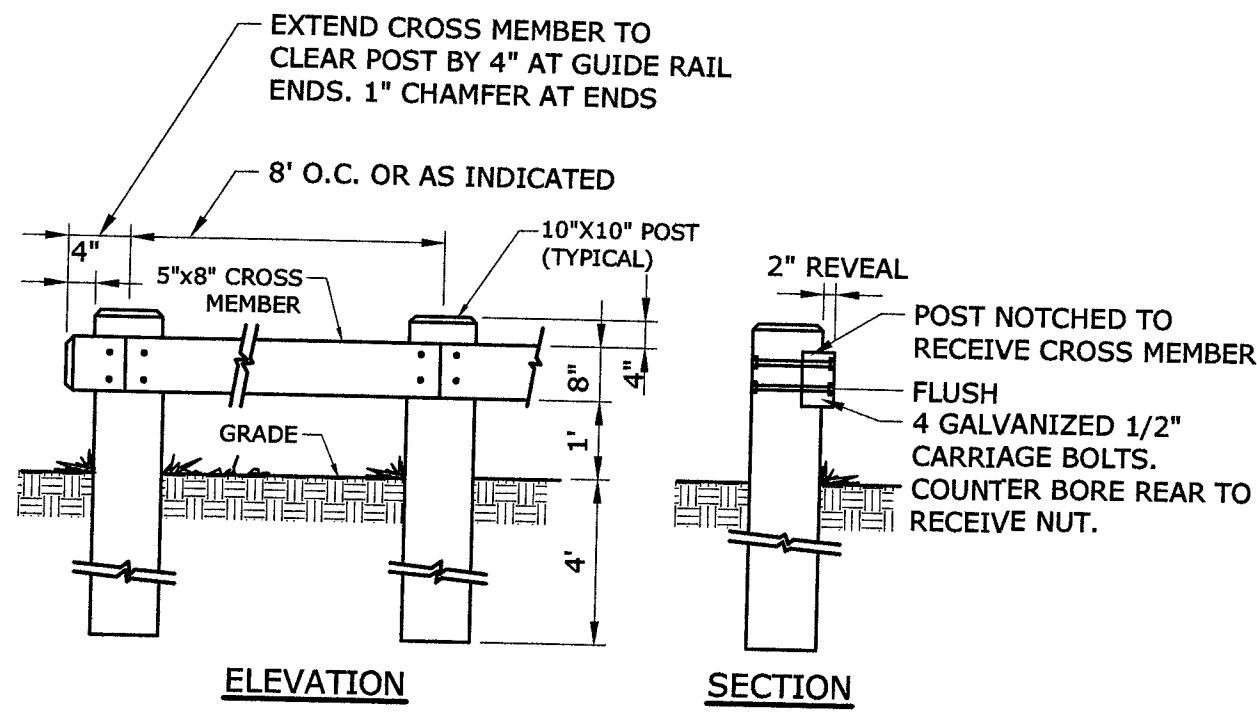 EXTEND CROSS MEMBER TO
CLEAR POST BY 4" AT GUIDE RAIL
ENDS. 1" CHAMFER AT ENDS
8' O.C. OR AS INDICATED
4"
10"X10" POST
(TYPICAL)
5"x8" CROSS
MEMBER
8"
4"
GRADE
1'
4'
ELEVATION
2" REVEAL
POST NOTCHED TO
RECEIVE CROSS MEMBER
FLUSH
4 GALVANIZED 1/2"
CARRIAGE BOLTS.
COUNTER BORE REAR TO
RECEIVE NUT.
SECTION